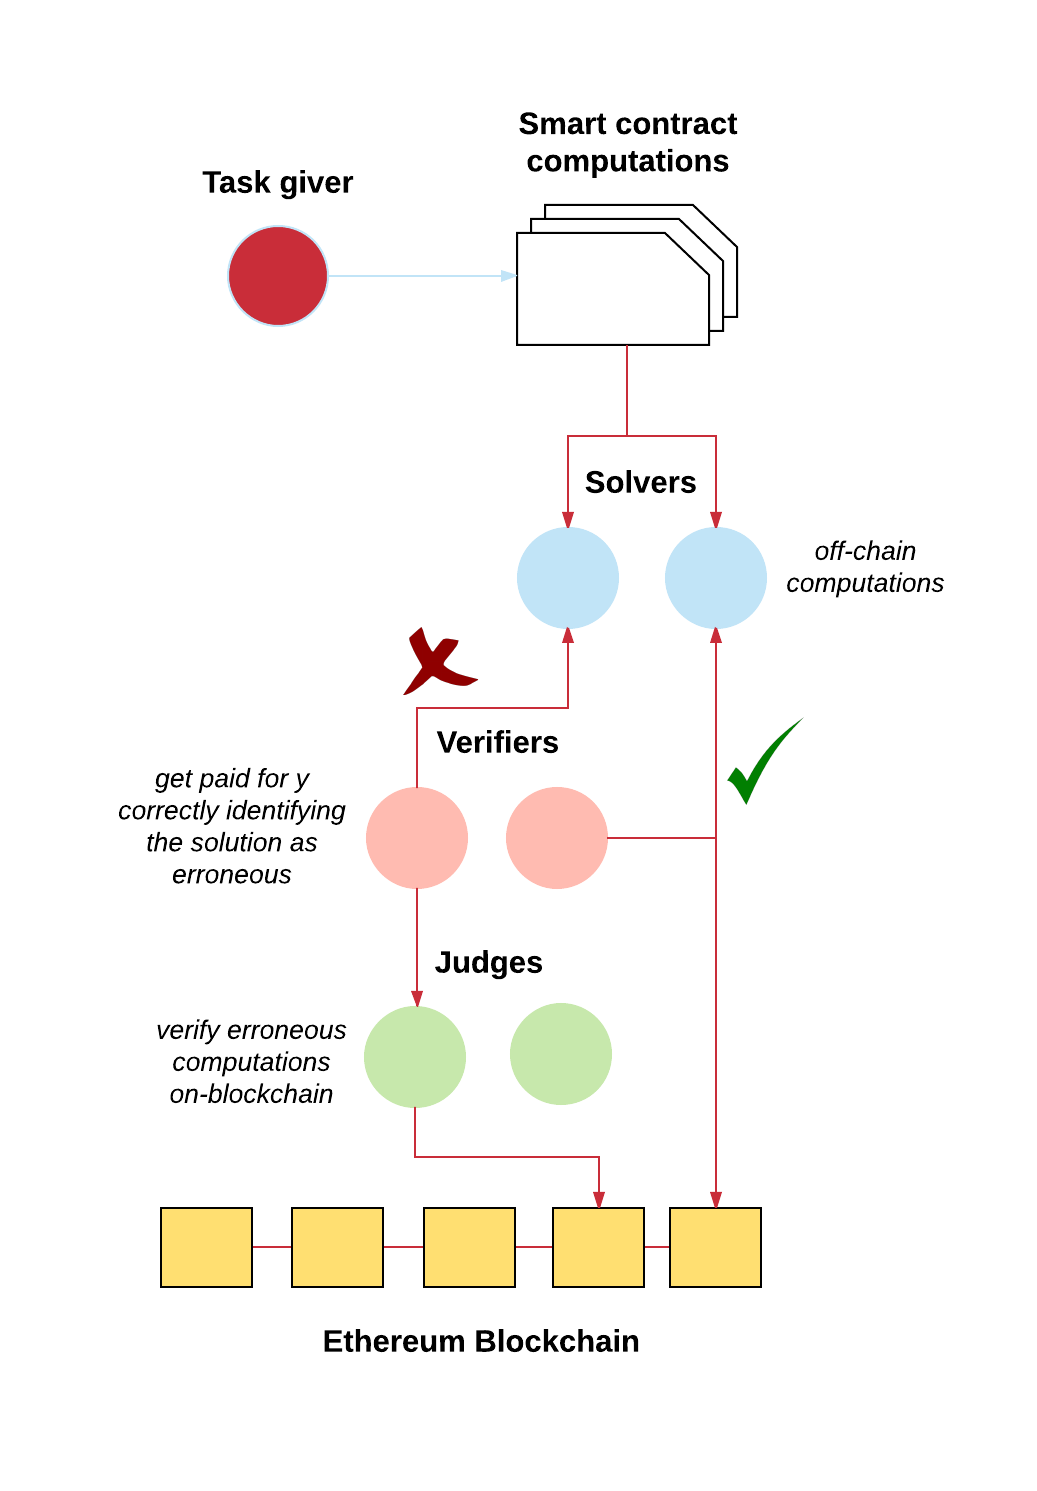 Smart contract
computations
Task giver
Solvers
off-chain
computations
Verifiers
get paid for y
correctly identifying
the solution as
erroneous
Judges
verify erroneous
computations
on-blockchain
Ethereum Blockchain